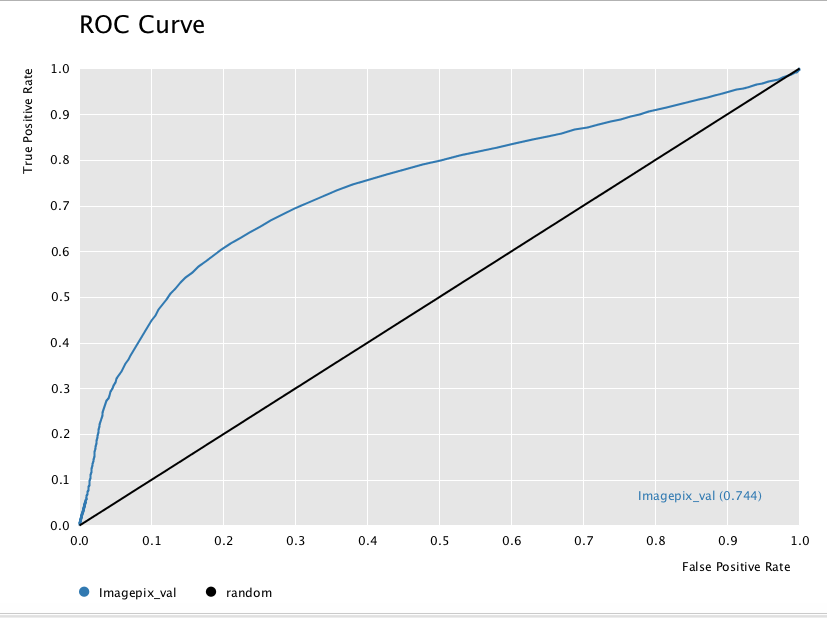 ROC Curve
True Positive Rate
1.0
0.9
0.8
0.7
0.6
0.5
0.4
0.3
0.2
0.1
0.0
Imagepix_val (0.744)
0.0 0.1 0.2 0.3 0.4 0.5 0.6 0.7 0.8 0.9 1.0
False Positive Rate
Imagepix_val random